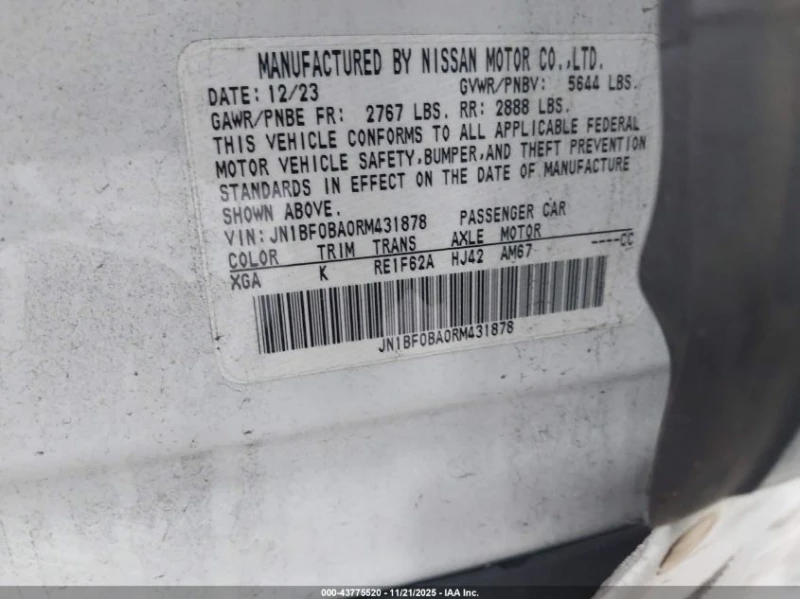 MANUFACTURED BY NISSAN MOTOR CO.,LTD.
DATE: 12/23 GVWR/PNBV: 5644 LBS.
GAWR/PNBE FR: 2767 LBS. RR: 2888 LBS.
THIS VEHICLE CONFORMS TO ALL APPLICABLE FEDERAL
MOTOR VEHICLE SAFETY,BUMPER,AND THEFT PREVENTION
STANDARDS IN EFFECT ON THE DATE OF MANUFACTURE
SHOWN ABOVE.
VIN: JN1BF0BA0RM431878 PASSENGER CAR
COLOR TRIM TRANS AXLE MOTOR
XGA K RE1F62A HJ42 AM67 ----CC
JN1BF0BA0RM431878
000-43775520 - 11/21/2025 - IAA Inc.